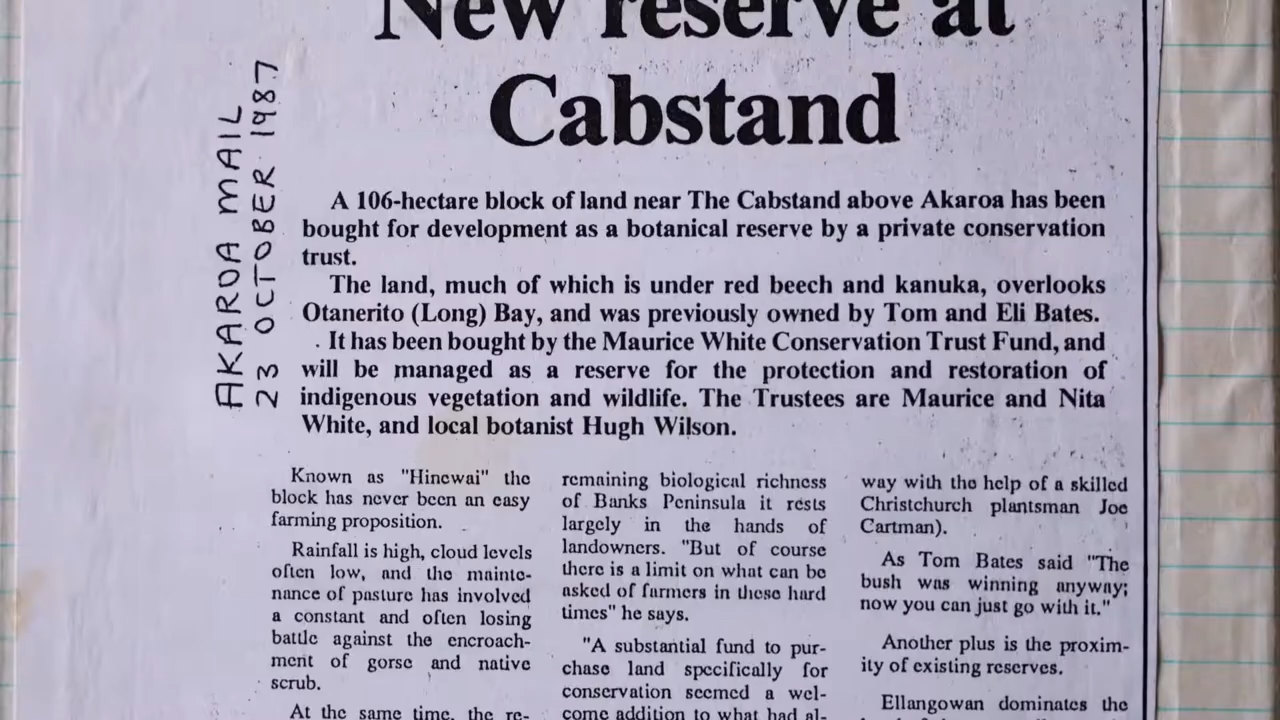 New reserve at
Cabstand
AKAROA MAIL
23 OCTOBER 1987
A 106-hectare block of land near The Cabstand above Akaroa has been
bought for development as a botanical reserve by a private conservation
trust.
The land, much of which is under red beech and kanuka, overlooks
Otanerito (Long) Bay, and was previously owned by Tom and Eli Bates.
It has been bought by the Maurice White Conservation Trust Fund, and
will be managed as a reserve for the protection and restoration of
indigenous vegetation and wildlife. The Trustees are Maurice and Nita
White, and local botanist Hugh Wilson.
Known as "Hinewai" the
block has never been an easy
farming proposition.
Rainfall is high, cloud levels
often low, and the mainte-
nance of pasture has involved
a constant and often losing
battle against the encroach-
ment of gorse and native
scrub.
At the same time, the re-
remaining biological richness
of Banks Peninsula it rests
largely in the hands of
landowners. "But of course
there is a limit on what can be
asked of farmers in these hard
times" he says.
"A substantial fund to pur-
chase land specifically for
conservation seemed a wel-
come addition to what had al-
way with the help of a skilled
Christchurch plantsman Joe
Cartman).
As Tom Bates said "The
bush was winning anyway;
now you can just go with it."
Another plus is the proxim-
ity of existing reserves.
Ellangowan dominates the